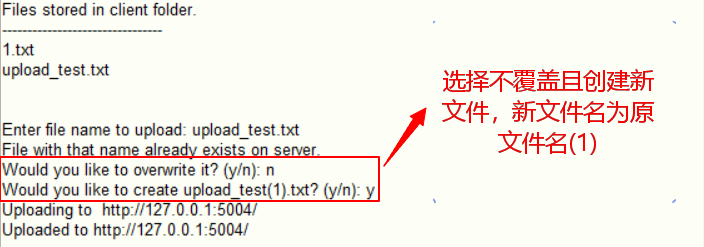 Files stored in client folder.
-------------------------------
1.txt
upload_test.txt
Enter file name to upload: upload_test.txt
File with that name already exists on server.
Would you like to overwrite it? (y/n): n
Would you like to create upload_test(1).txt? (y/n): y
Uploading to  http://127.0.0.1:5004/
Uploaded to http://127.0.0.1:5004/
选择不覆盖且创建新
文件，新文件名为原
文件名(1)